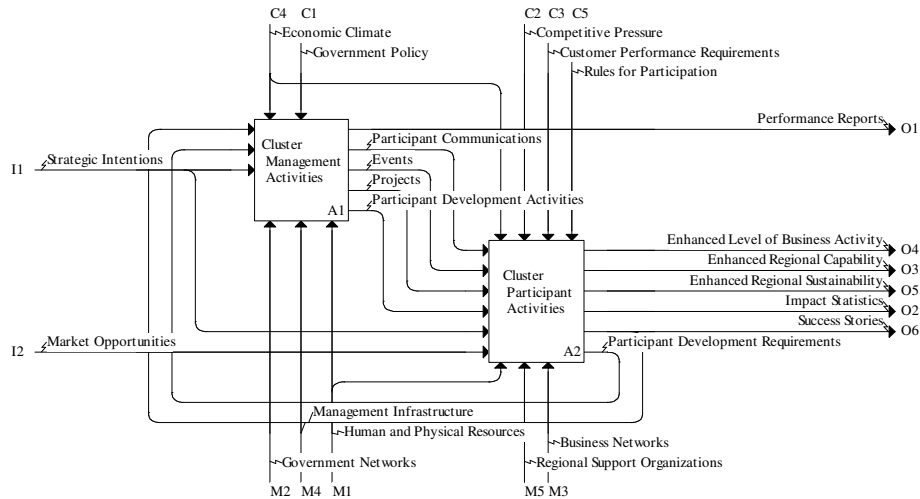 C4 C1 C2 C3 C5
Economic Climate
Competitive Pressure
Government Policy
Customer Performance Requirements
Rules for Participation
Performance Reports
O1
Cluster
Management
Activities
A1
Participant Communications
Events
Projects
Participant Development Activities
I1
Strategic Intentions
Cluster
Participant
Activities
A2
Enhanced Level of Business Activity
O4
Enhanced Regional Capability
O3
Enhanced Regional Sustainability
O5
Impact Statistics
O2
Success Stories
O6
I2
Market Opportunities
Participant Development Requirements
Management Infrastructure
Human and Physical Resources
Business Networks
Government Networks
Regional Support Organizations
M2 M4 M1 M5 M3